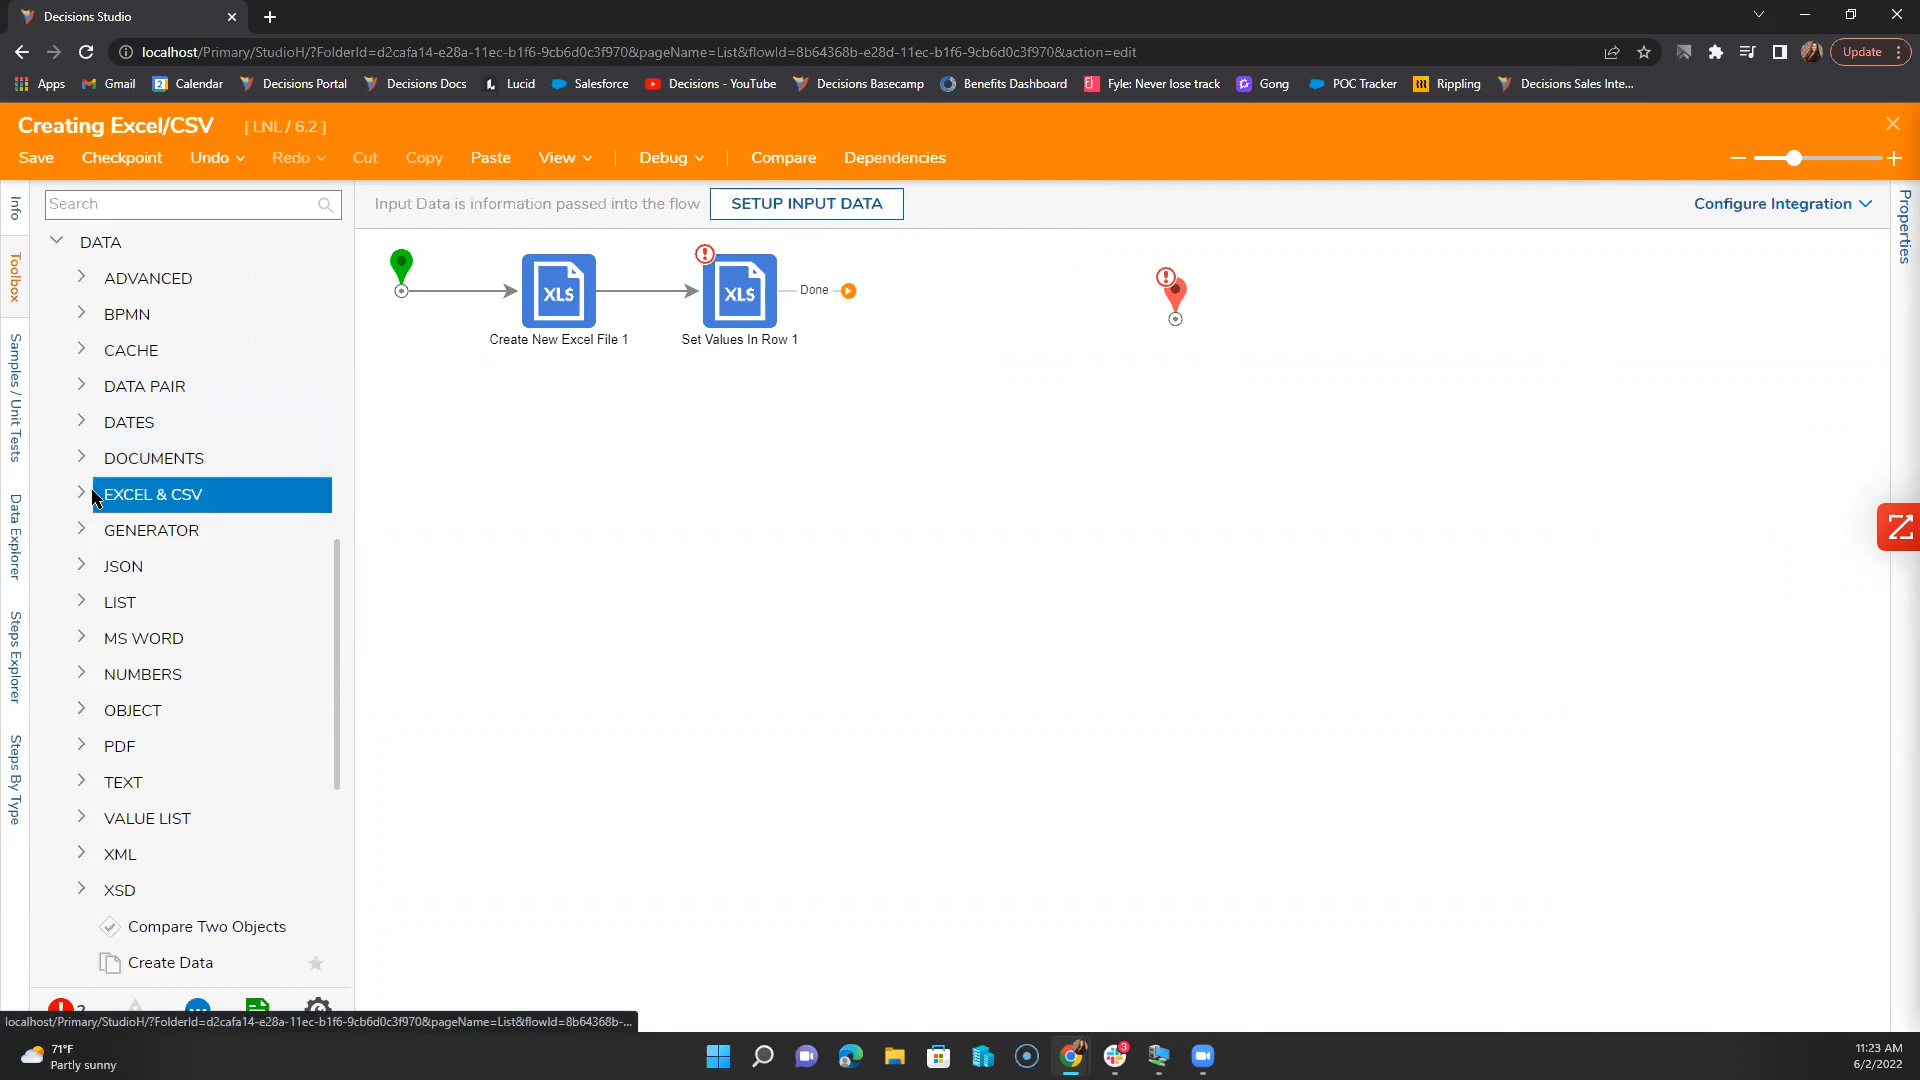 Decisions Studio
localhost/Primary/StudioH/?FolderId=d2cafa14-e28a-11ec-b1f6-9cb6d0c3f970&pageName=List&flowId=8b64368b-e28d-11ec-b1f6-9cb6d0c3f970&action=edit
Update
Apps Gmail Calendar Decisions Portal Decisions Docs Lucid Salesforce Decisions - YouTube Decisions Basecamp Benefits Dashboard Fyle: Never lose track Gong POC Tracker Rippling Decisions Sales Inte...
Creating Excel/CSV [ LNL / 6.2 ]
Save Checkpoint Undo Redo Cut Copy Paste View Debug Compare Dependencies
Info
Toolbox
Samples / Unit Tests
Data Explorer
Steps Explorer
Steps By Type
Search
Input Data is information passed into the flow SETUP INPUT DATA Configure Integration
Properties
DATA
ADVANCED
BPMN
CACHE
DATA PAIR
DATES
DOCUMENTS
EXCEL & CSV
GENERATOR
JSON
LIST
MS WORD
NUMBERS
OBJECT
PDF
TEXT
VALUE LIST
XML
XSD
Compare Two Objects
Create Data
XLS XLS Done
Create New Excel File 1 Set Values In Row 1
localhost/Primary/StudioH/?FolderId=d2cafa14-e28a-11ec-b1f6-9cb6d0c3f970&pageName=List&flowId=8b64368b-...
71°F
Partly sunny
3
11:23 AM
6/2/2022